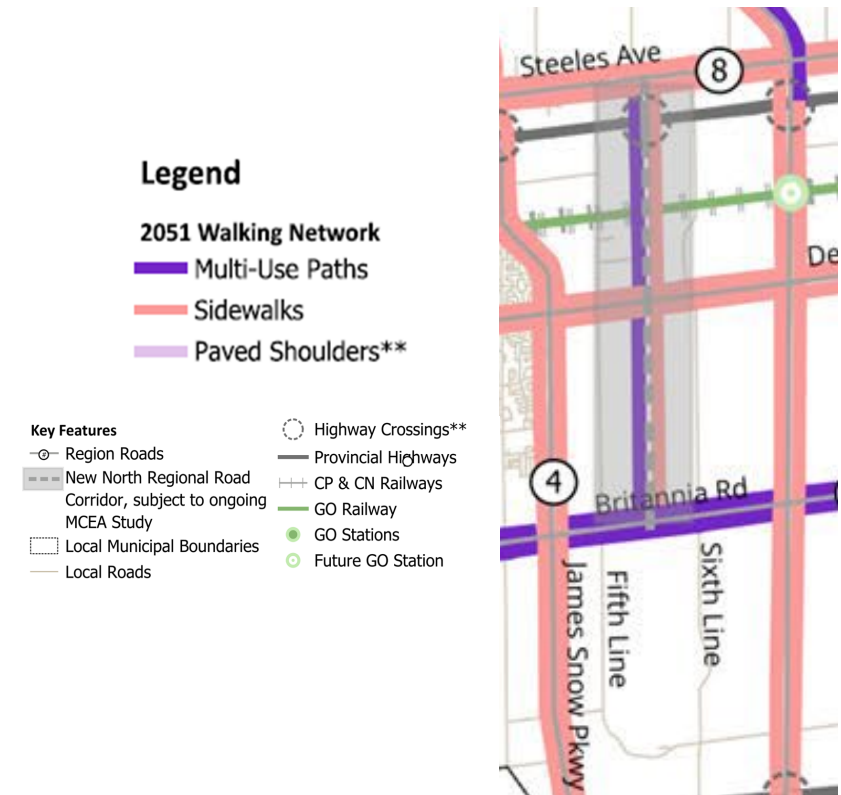 Legend
2051 Walking Network
Multi-Use Paths
Sidewalks
Paved Shoulders**
Key Features
Region Roads
New North Regional Road
Corridor, subject to ongoing
MCEA Study
Local Municipal Boundaries
Local Roads
Highway Crossings**
Provincial Highways
CP & CN Railways
GO Railway
GO Stations
Future GO Station
Steeles Ave
8
De
4
Britannia Rd
James Snow Pkwy
Fifth Line
Sixth Line